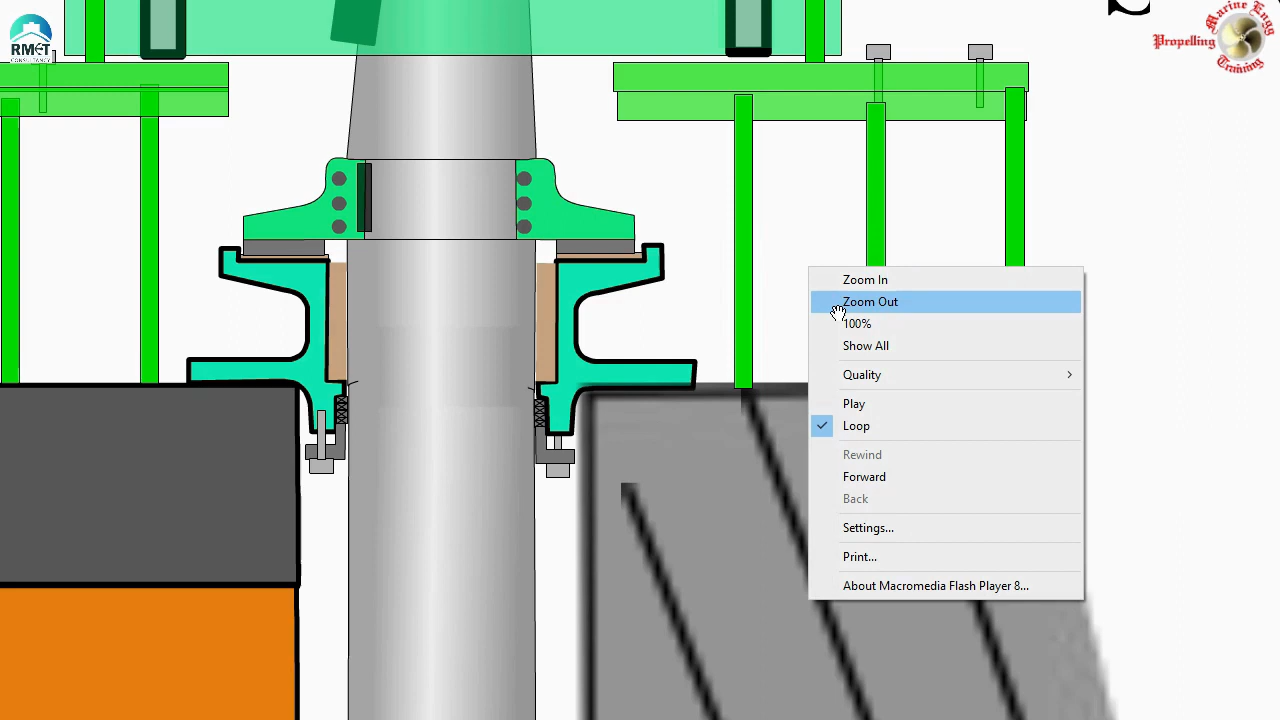 RMET
CONSULTANCY
Marine Engg
Propelling
Training
Zoom In
Zoom Out
100%
Show All
Quality
Play
Loop
Rewind
Forward
Back
Settings...
Print...
About Macromedia Flash Player 8...